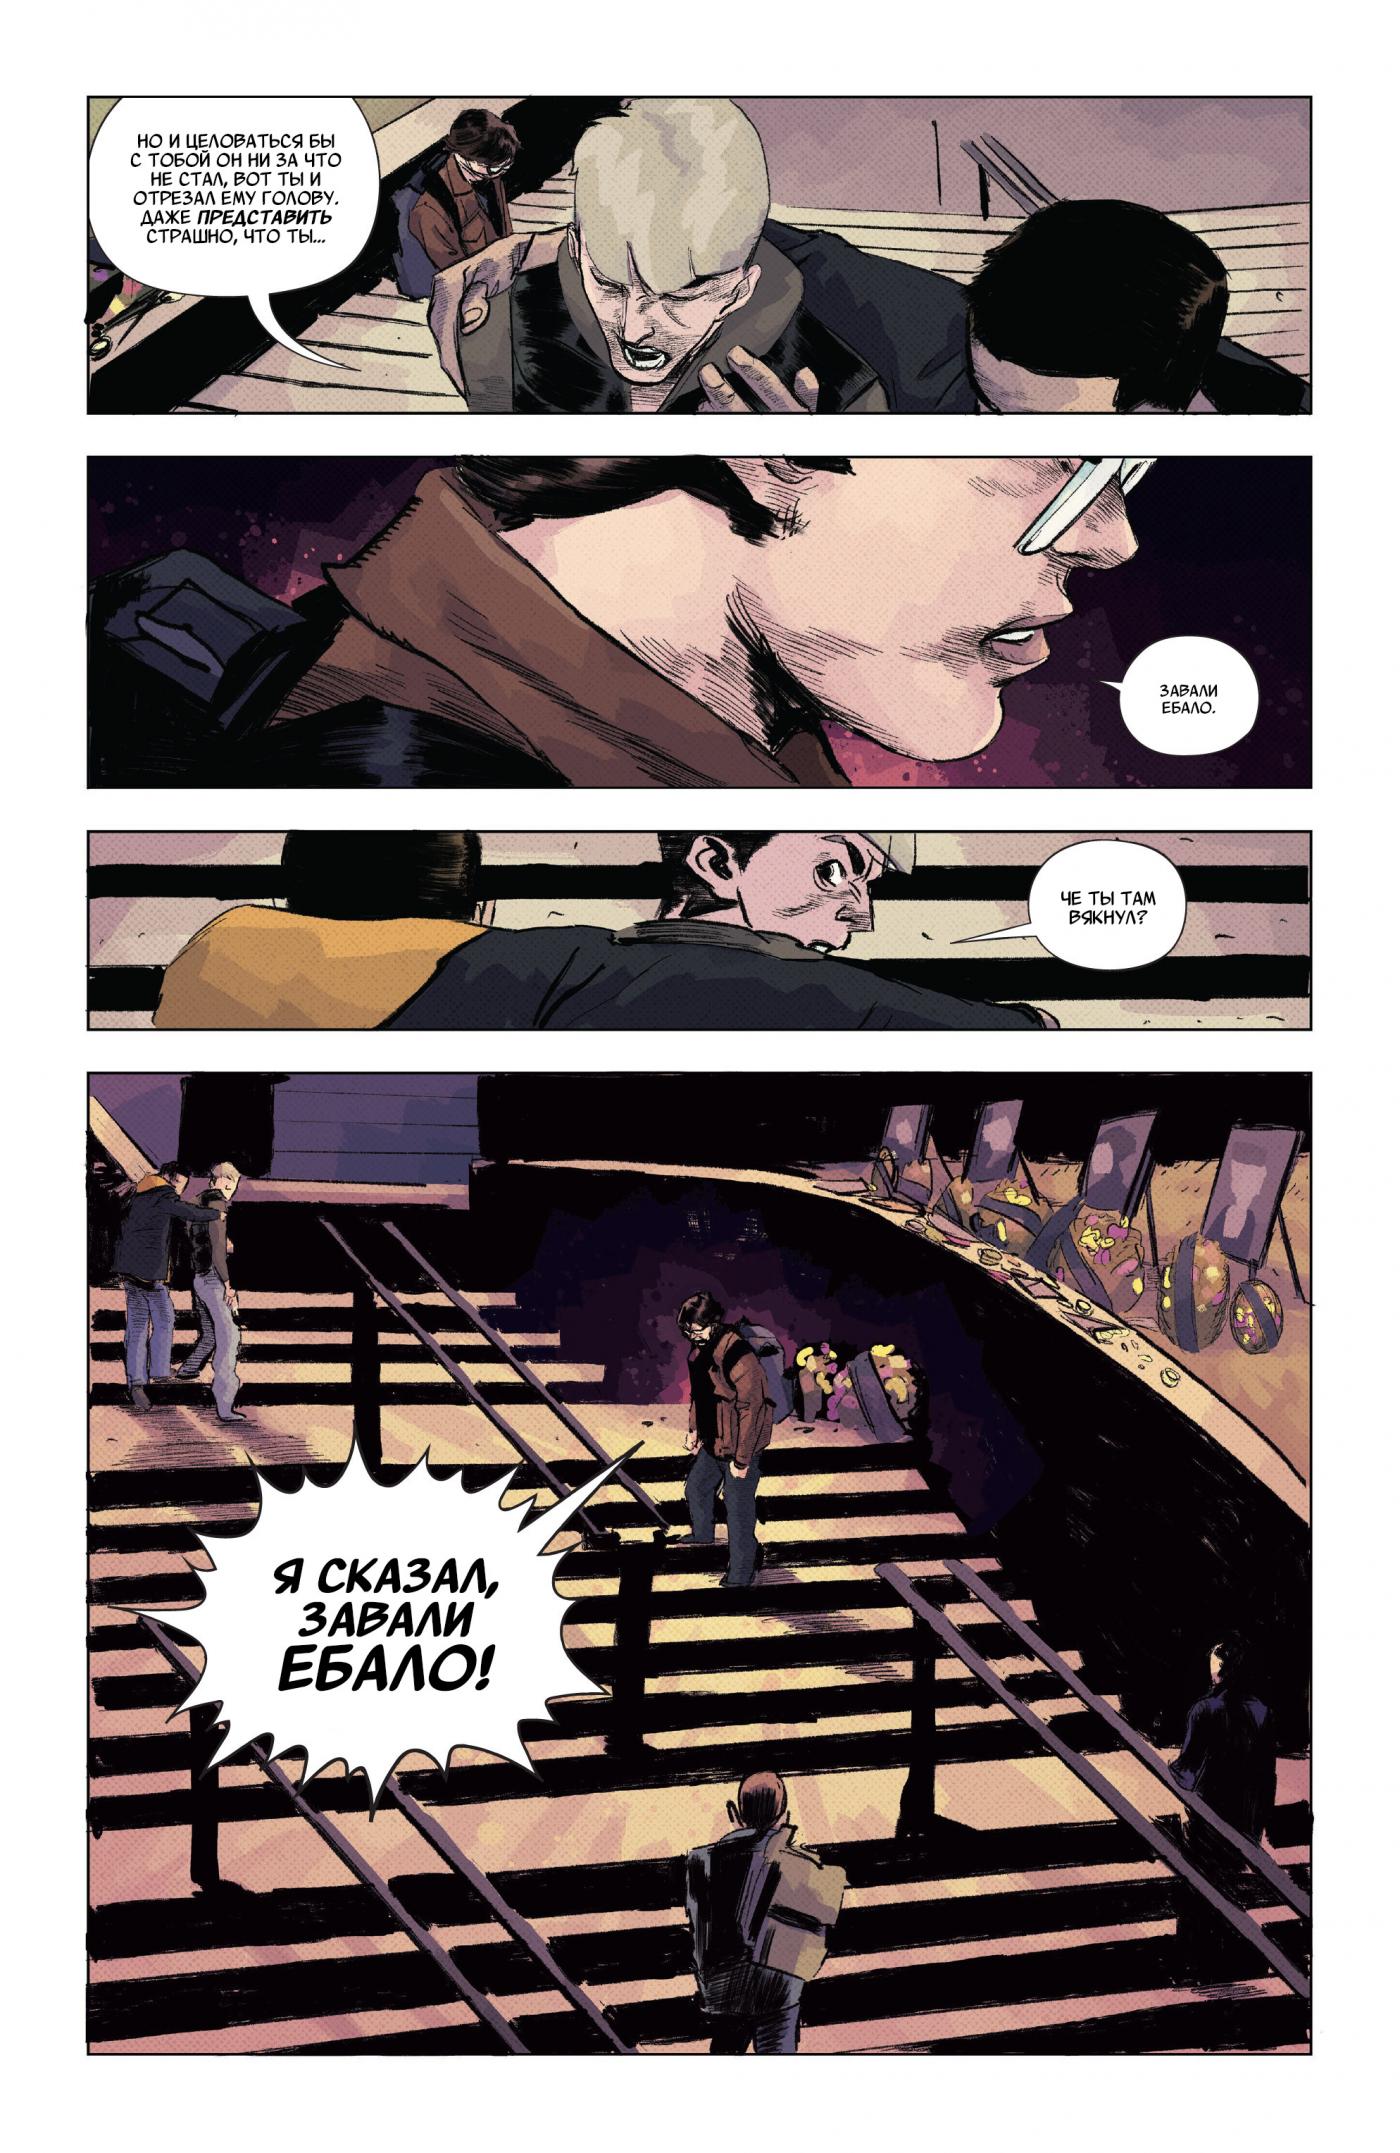 НО И ЦЕЛОВАТЬСЯ БЫ
С ТОБОЙ ОН НИ ЗА ЧТО
НЕ СТАЛ, ВОТ ТЫ И
ОТРЕЗАЛ ЕМУ ГОЛОВУ.
ДАЖЕ ПРЕДСТАВИТЬ
СТРАШНО, ЧТО ТЫ...
ЗАВАЛИ
ЕБАЛО.
ЧЕ ТЫ ТАМ
ВЯКНУЛ?
Я СКАЗАЛ,
ЗАВАЛИ
ЕБАЛО!